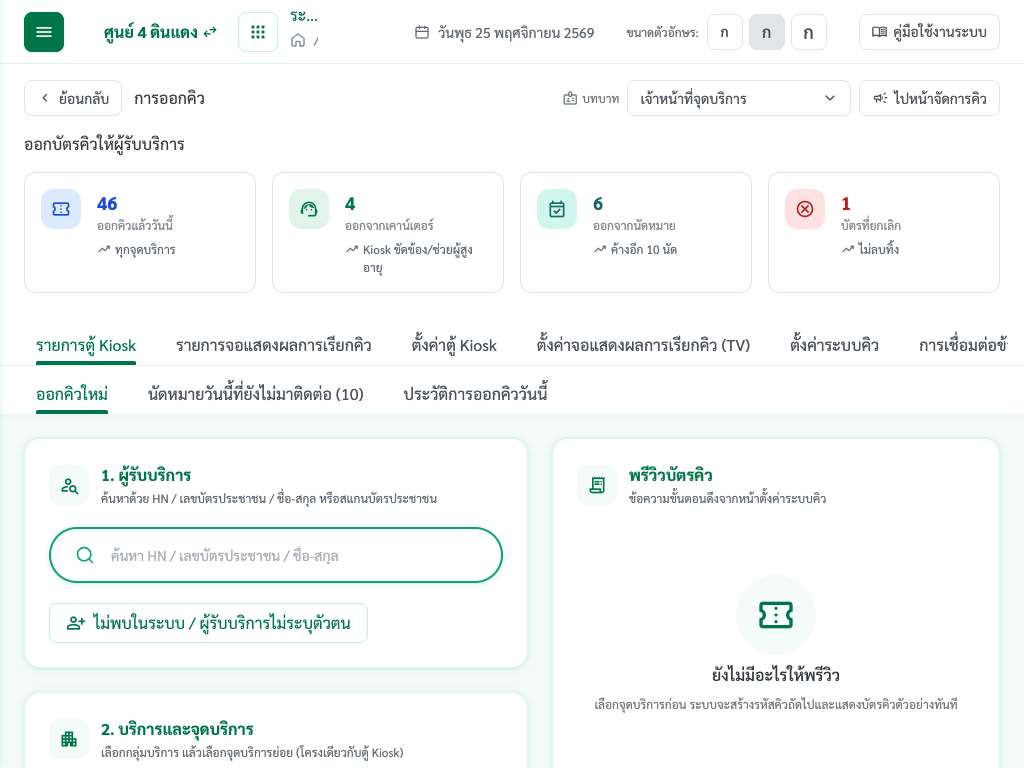 ศูนย์ 4 ดินแดง
ระ...
/
วันพุธ 25 พฤศจิกายน 2569
ขนาดตัวอักษร:
ก
ก
ก
คู่มือใช้งานระบบ
ย้อนกลับ
การออกคิว
บทบาท
เจ้าหน้าที่จุดบริการ
ไปหน้าจัดการคิว
ออกบัตรคิวให้ผู้รับบริการ
46
ออกคิวแล้ววันนี้
ทุกจุดบริการ
4
ออกจากเคาน์เตอร์
Kiosk ขัดข้อง/ช่วยผู้สูง
อายุ
6
ออกจากนัดหมาย
ค้างอีก 10 นัด
1
บัตรที่ยกเลิก
ไม่ลบทิ้ง
รายการตู้ Kiosk
รายการจอแสดงผลการเรียกคิว
ตั้งค่าตู้ Kiosk
ตั้งค่าจอแสดงผลการเรียกคิว (TV)
ตั้งค่าระบบคิว
การเชื่อมต่อข้
ออกคิวใหม่
นัดหมายวันนี้ที่ยังไม่มาติดต่อ (10)
ประวัติการออกคิววันนี้
1. ผู้รับบริการ
ค้นหาด้วย HN / เลขบัตรประชาชน / ชื่อ-สกุล หรือสแกนบัตรประชาชน
ค้นหา HN / เลขบัตรประชาชน / ชื่อ-สกุล
ไม่พบในระบบ / ผู้รับบริการไม่ระบุตัวตน
2. บริการและจุดบริการ
เลือกกลุ่มบริการ แล้วเลือกจุดบริการย่อย (โครงเดียวกับตู้ Kiosk)
พรีวิวบัตรคิว
ข้อความขั้นตอนดึงจากหน้าตั้งค่าระบบคิว
ยังไม่มีอะไรให้พรีวิว
เลือกจุดบริการก่อน ระบบจะสร้างรหัสคิวถัดไปและแสดงบัตรคิวตัวอย่างทันที